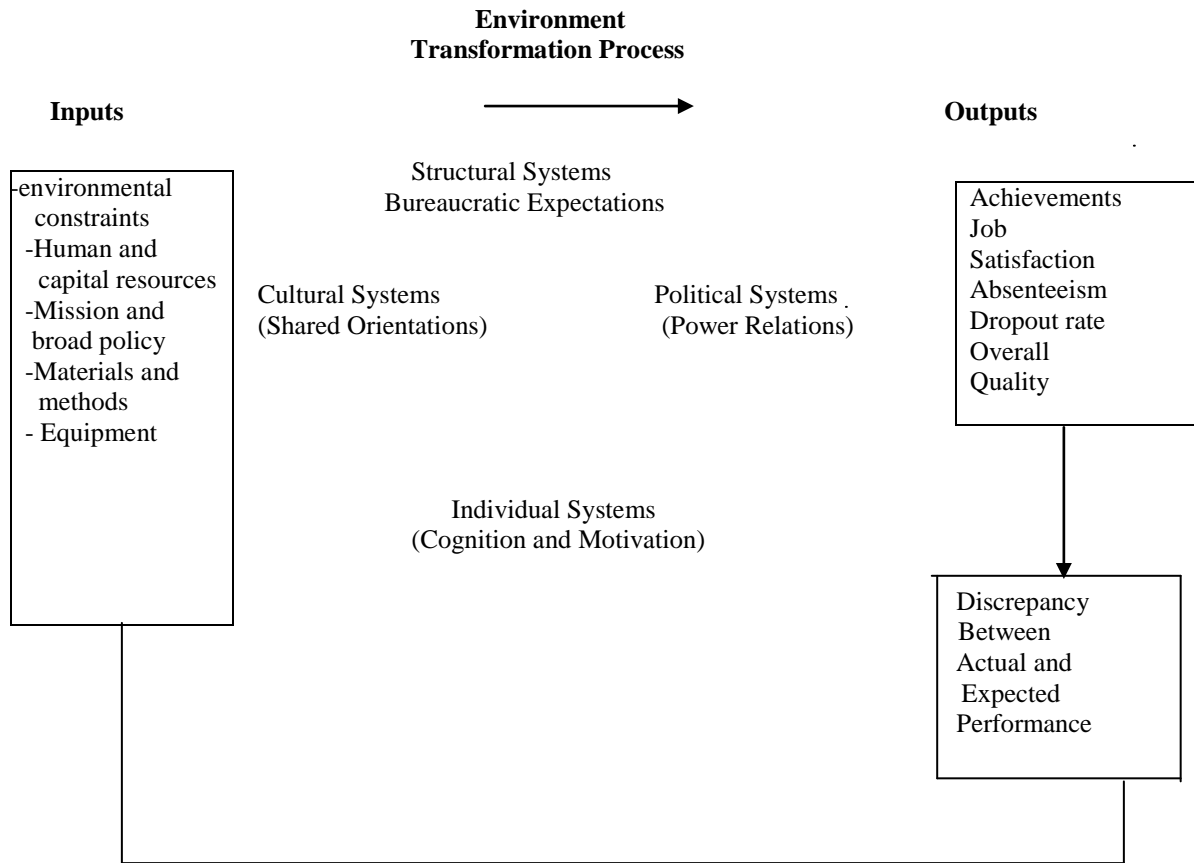 Environment
Transformation Process
Inputs
Outputs
-environmental
constraints
-Human and
capital resources
-Mission and
broad policy
-Materials and
methods
- Equipment
Structural Systems
Bureaucratic Expectations
Cultural Systems
(Shared Orientations)
Political Systems
(Power Relations)
Individual Systems
(Cognition and Motivation)
Achievements
Job
Satisfaction
Absenteeism
Dropout rate
Overall
Quality
Discrepancy
Between
Actual and
Expected
Performance